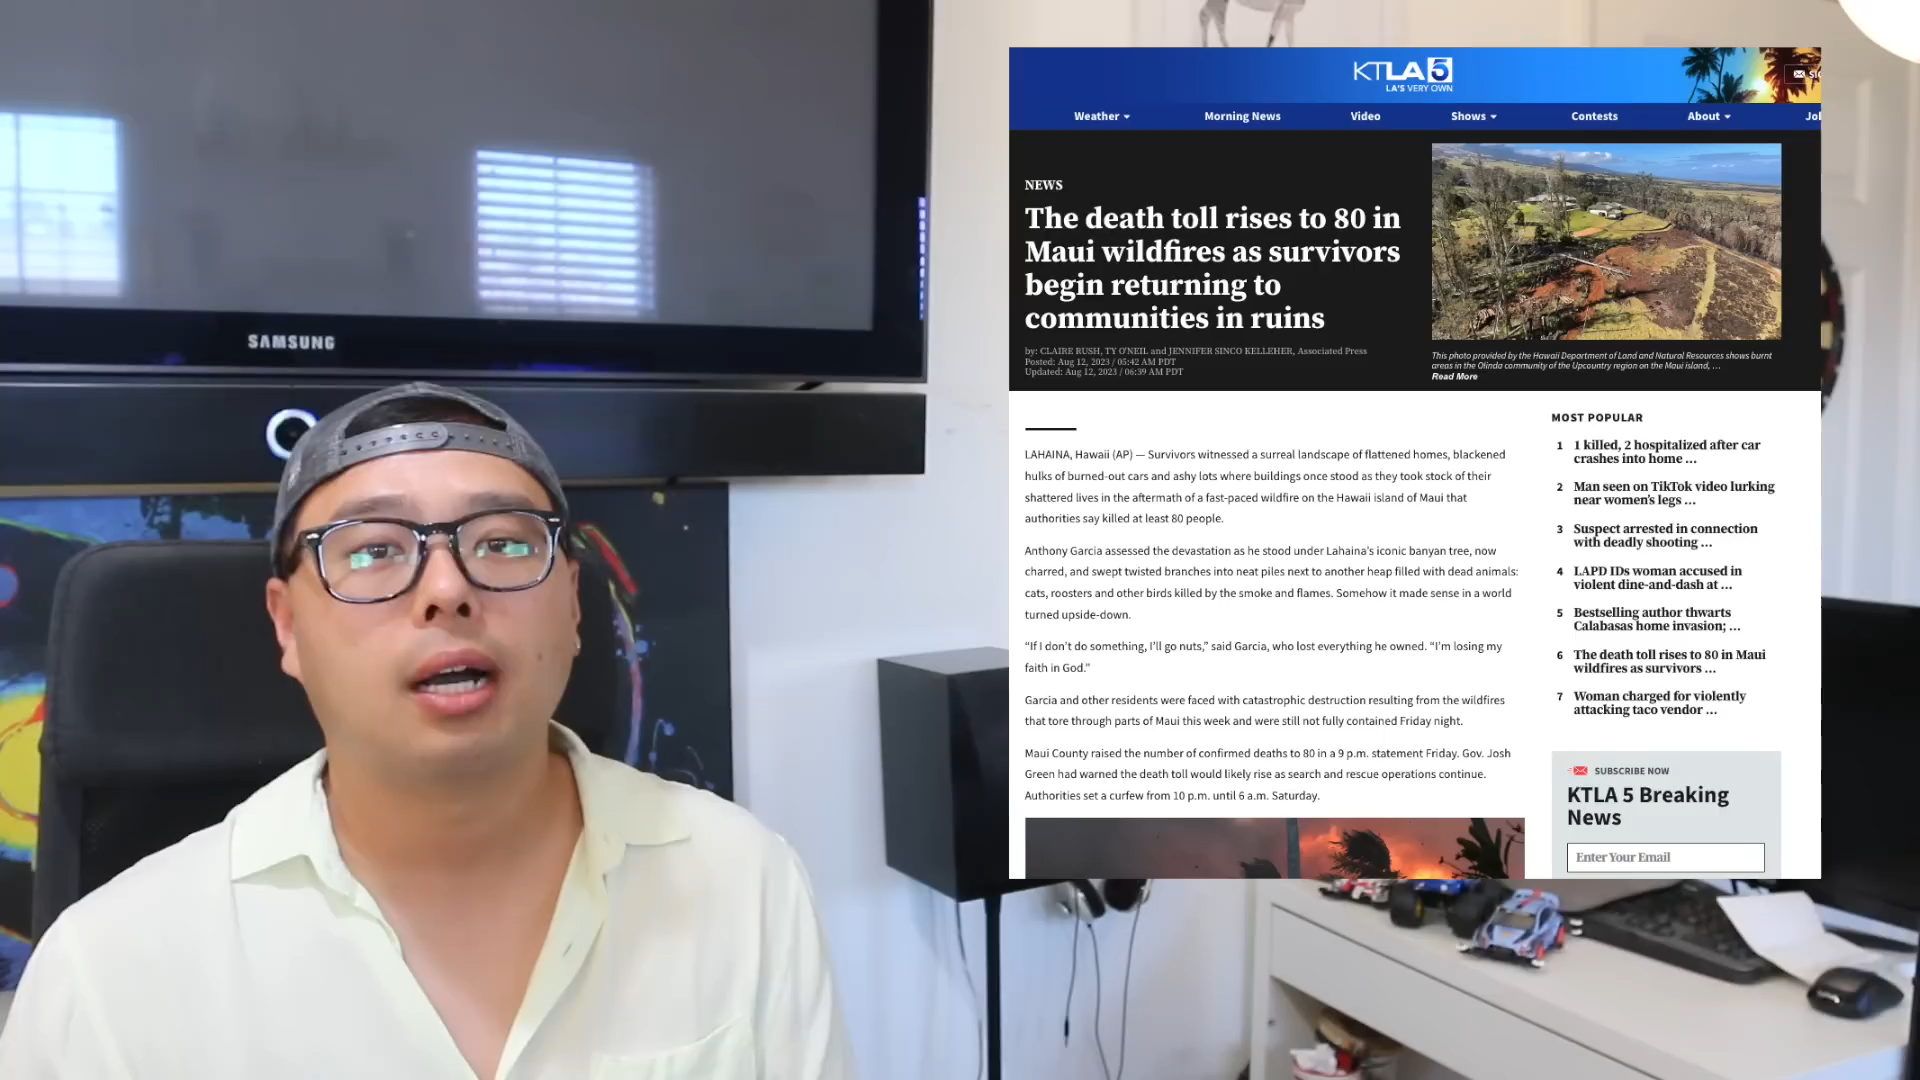 SAMSUNG
KTLA 5
LA'S VERY OWN
Weather
Morning News
Video
Shows
Contests
About
NEWS
The death toll rises to 80 in
Maui wildfires as survivors
begin returning to
communities in ruins
by: CLAIRE RUSH, TY O'NEIL and JENNIFER SINCO KELLEHER, Associated Press
Posted: Aug 12, 2023 / 05:42 AM PDT
Updated: Aug 12, 2023 / 06:39 AM PDT
This photo provided by the Hawaii Department of Land and Natural Resources shows burnt
areas in the Olinda community of the Upcountry region on the Maui island, …
Read More
LAHAINA, Hawaii (AP) — Survivors witnessed a surreal landscape of flattened homes, blackened
hulks of burned-out cars and ashy lots where buildings once stood as they took stock of their
shattered lives in the aftermath of a fast-paced wildfire on the Hawaii island of Maui that
authorities say killed at least 80 people.
Anthony Garcia assessed the devastation as he stood under Lahaina's iconic banyan tree, now
charred, and swept twisted branches into neat piles next to another heap filled with dead animals:
cats, roosters and other birds killed by the smoke and flames. Somehow it made sense in a world
turned upside-down.
“If I don't do something, I'll go nuts,” said Garcia, who lost everything he owned. “I'm losing my
faith in God.”
Garcia and other residents were faced with catastrophic destruction resulting from the wildfires
that tore through parts of Maui this week and were still not fully contained Friday night.
Maui County raised the number of confirmed deaths to 80 in a 9 p.m. statement Friday. Gov. Josh
Green had warned the death toll would likely rise as search and rescue operations continue.
Authorities set a curfew from 10 p.m. until 6 a.m. Saturday.
MOST POPULAR
1 1 killed, 2 hospitalized after car
crashes into home …
2 Man seen on TikTok video lurking
near women's legs …
3 Suspect arrested in connection
with deadly shooting …
4 LAPD IDs woman accused in
violent dine-and-dash at …
5 Bestselling author thwarts
Calabasas home invasion; …
6 The death toll rises to 80 in Maui
wildfires as survivors …
7 Woman charged for violently
attacking taco vendor …
SUBSCRIBE NOW
KTLA 5 Breaking
News
Enter Your Email